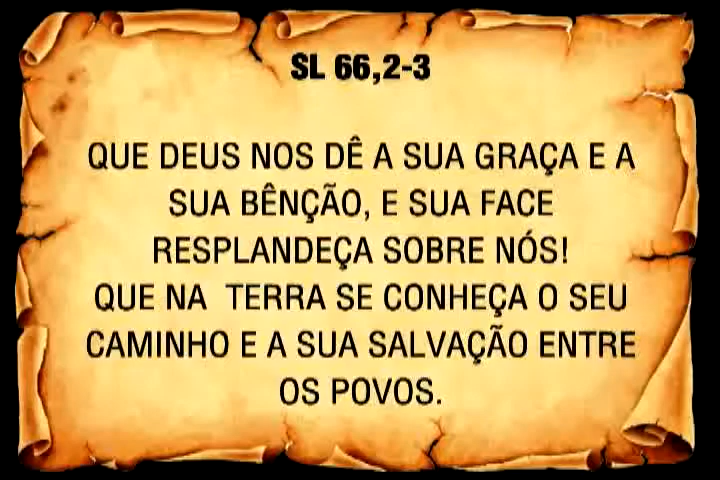 SL 66,2-3
QUE DEUS NOS DÊ A SUA GRAÇA E A
SUA BÊNÇÃO, E SUA FACE
RESPLANDEÇA SOBRE NÓS!
QUE NA  TERRA SE CONHEÇA O SEU
CAMINHO E A SUA SALVAÇÃO ENTRE
OS POVOS.